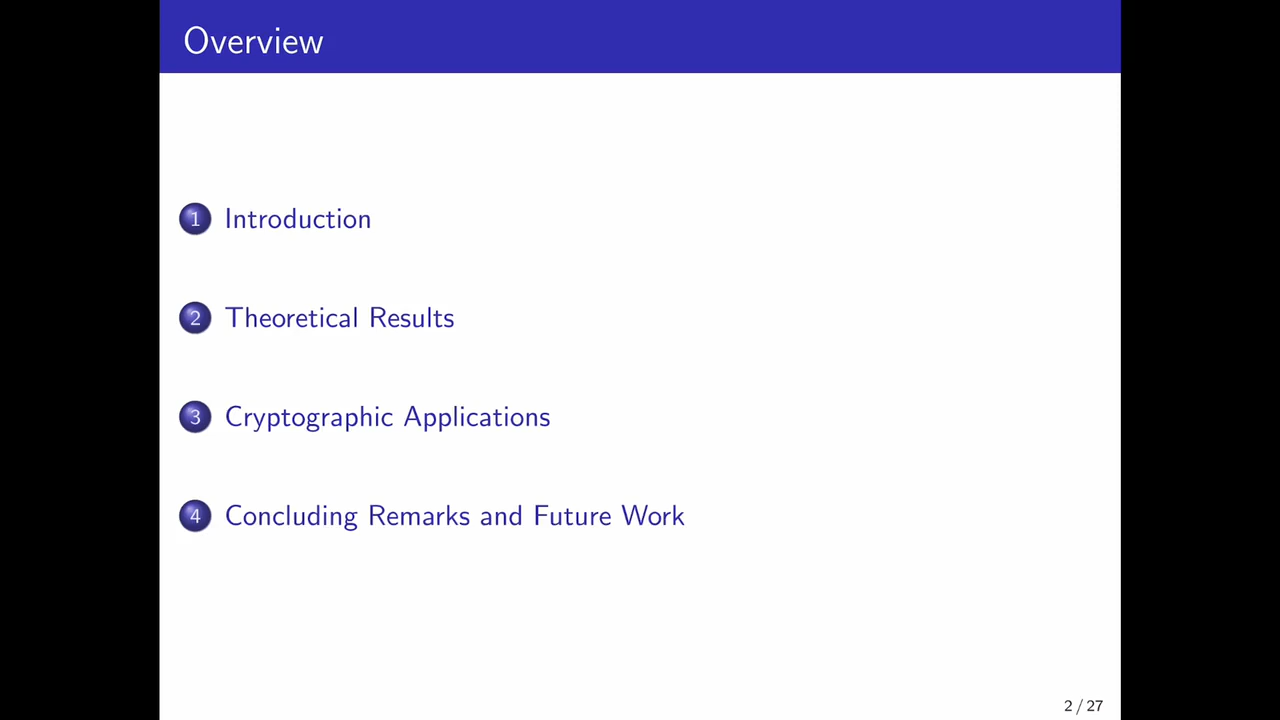 Overview
1 Introduction
2 Theoretical Results
3 Cryptographic Applications
4 Concluding Remarks and Future Work
2 / 27